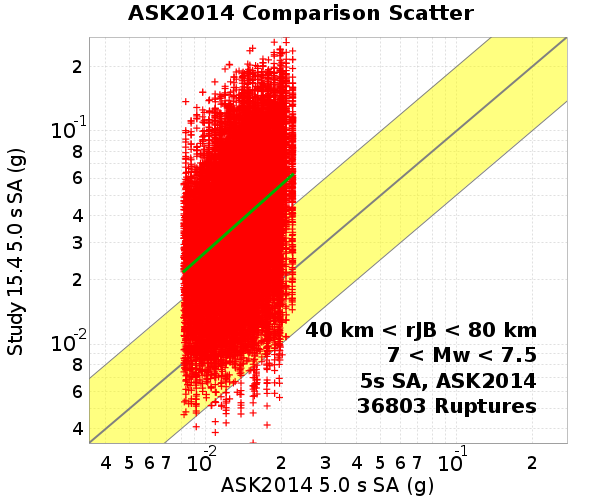 ASK2014 Comparison Scatter
Study 15.4 5.0 s SA (g)
2
10-1
8
6
4
3
2
10-2
8
6
4
40 km < rJB < 80 km
7 < Mw < 7.5
5s SA, ASK2014
36803 Ruptures
4 5 6 7 10-2 2 3 4 5 6 7 10-1 2
ASK2014 5.0 s SA (g)